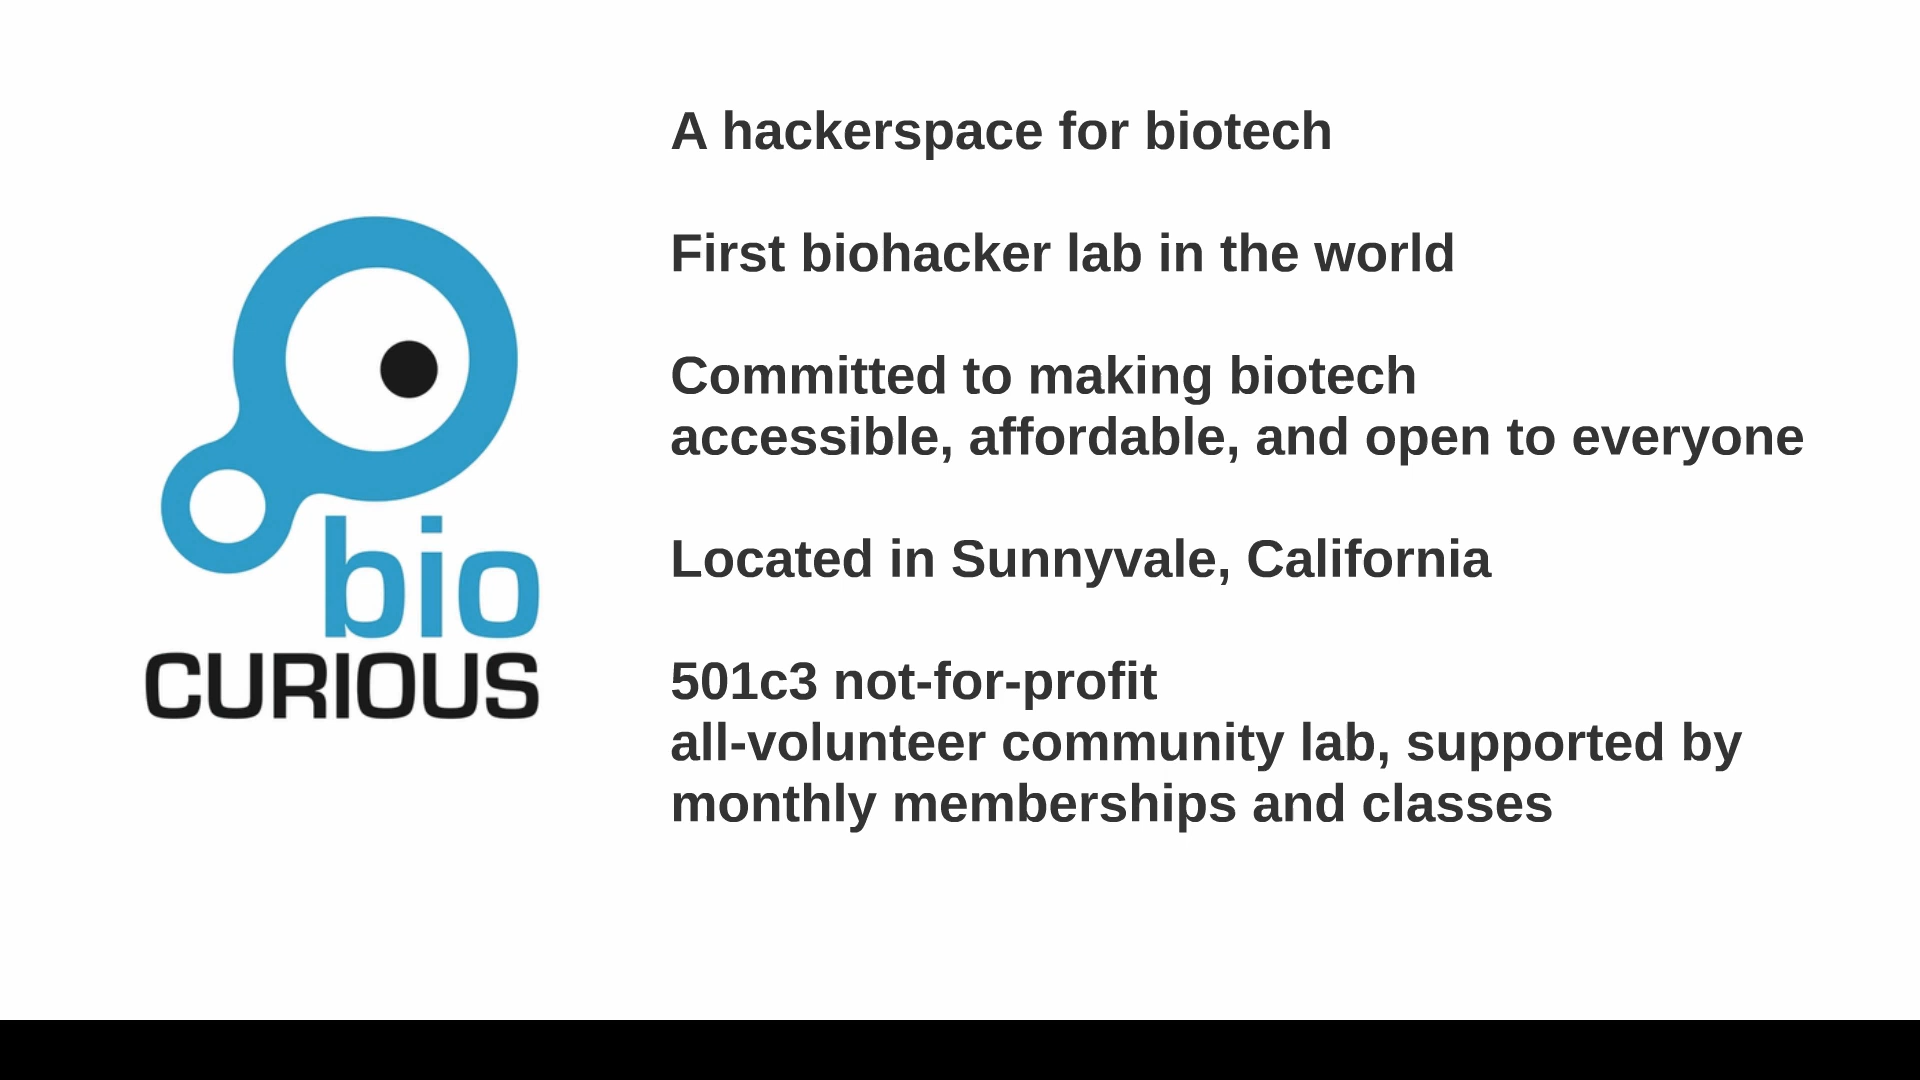 A hackerspace for biotech
First biohacker lab in the world
Committed to making biotech
accessible, affordable, and open to everyone
Located in Sunnyvale, California
501c3 not-for-profit
all-volunteer community lab, supported by
monthly memberships and classes
bio
CURIOUS